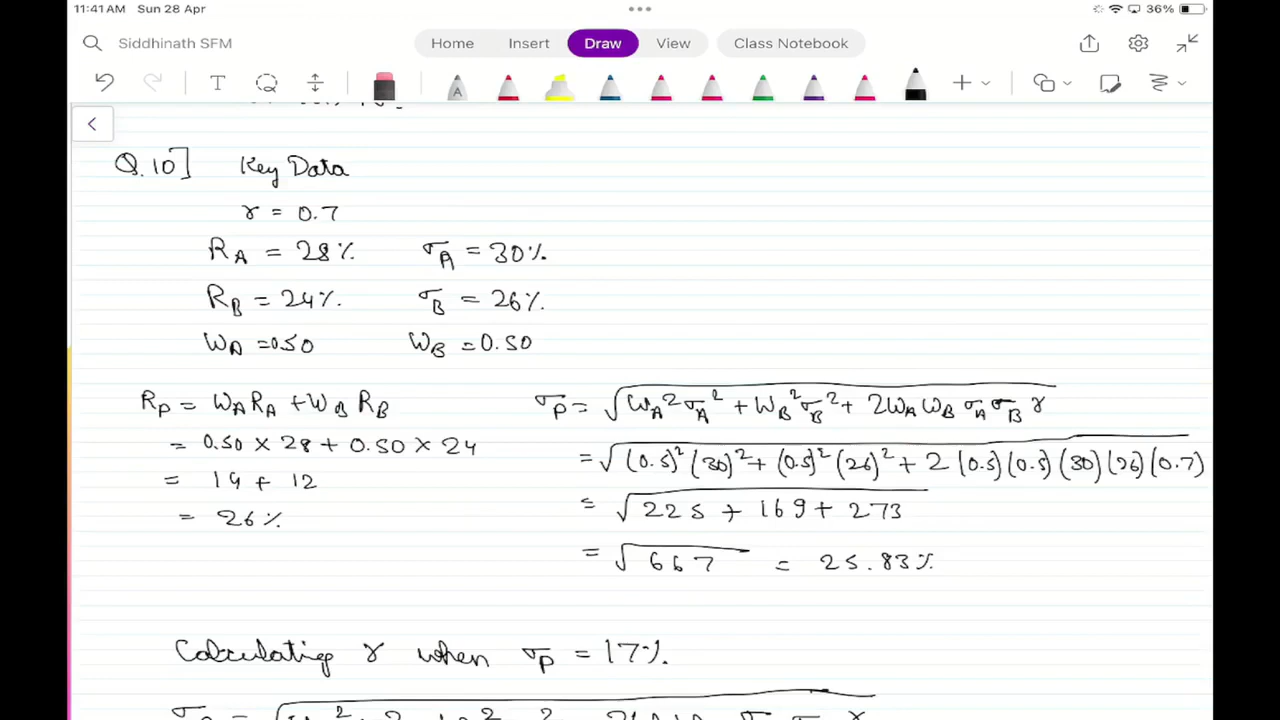 11:41 AM Sun 28 Apr
36%
Siddhinath SFM
Home Insert Draw View Class Notebook
T
A
Q.10] Key Data
r = 0.7
RA = 28% σA = 30%.
RB = 24%. σB = 26%.
WA = 0.50 WB = 0.50
RP = WARA + WBRB
= 0.50 × 28 + 0.50 × 24
= 14 + 12
= 26%
σP = √WA²σA² + WB²σB² + 2WAWBσAσB r
= √(0.5)²(30)² + (0.5)²(26)² + 2(0.5)(0.5)(30)(26)(0.7)
= √225 + 169 + 273
= √667 = 25.83%
Calculating r when σP = 17%.